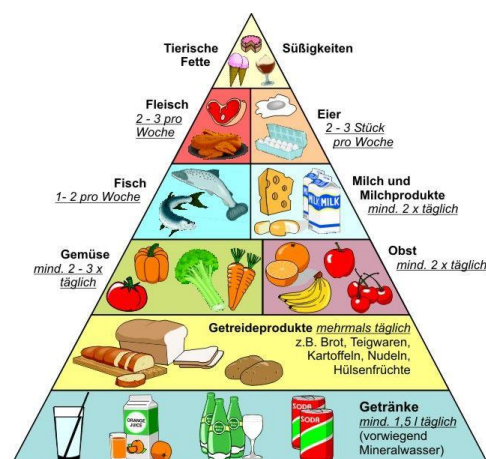 Tierische
Fette
Süßigkeiten
Fleisch
2 - 3 pro
Woche
Eier
2 - 3 Stück
pro Woche
Fisch
1- 2 pro Woche
MILK
MILK
Milch und
Milchprodukte
mind. 2 x täglich
Gemüse
mind. 2 - 3 x
täglich
Obst
mind. 2 x täglich
Getreideprodukte mehrmals täglich
z.B. Brot, Teigwaren,
Kartoffeln, Nudeln,
Hülsenfrüchte
ORANGE
JUICE
SODA
SODA
Getränke
mind. 1,5 l täglich
(vorwiegend
Mineralwasser)